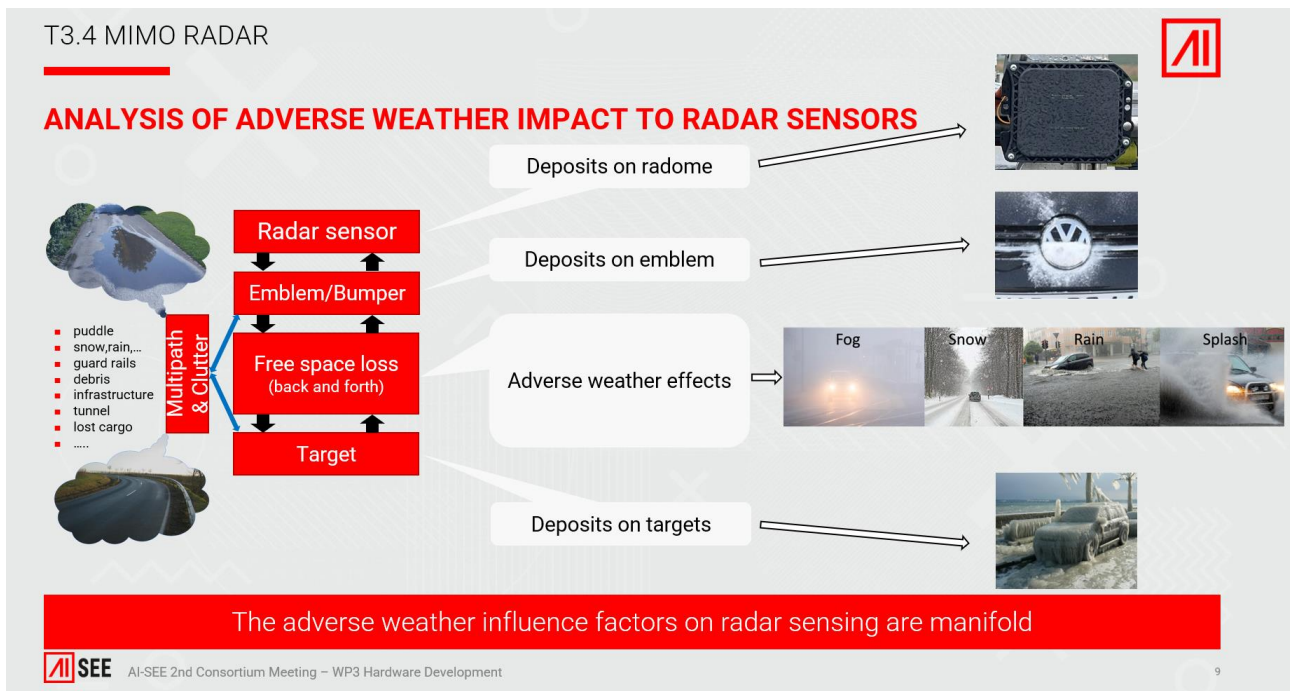 T3.4 MIMO RADAR
AI
ANALYSIS OF ADVERSE WEATHER IMPACT TO RADAR SENSORS
Deposits on radome
Radar sensor
Deposits on emblem
Emblem/Bumper
puddle
snow,rain,...
guard rails
debris
infrastructure
tunnel
lost cargo
.....
Multipath
& Clutter
Free space loss
(back and forth)
Adverse weather effects
Fog
Snow
Rain
Splash
Target
Deposits on targets
The adverse weather influence factors on radar sensing are manifold
AI SEE
AI-SEE 2nd Consortium Meeting – WP3 Hardware Development
9